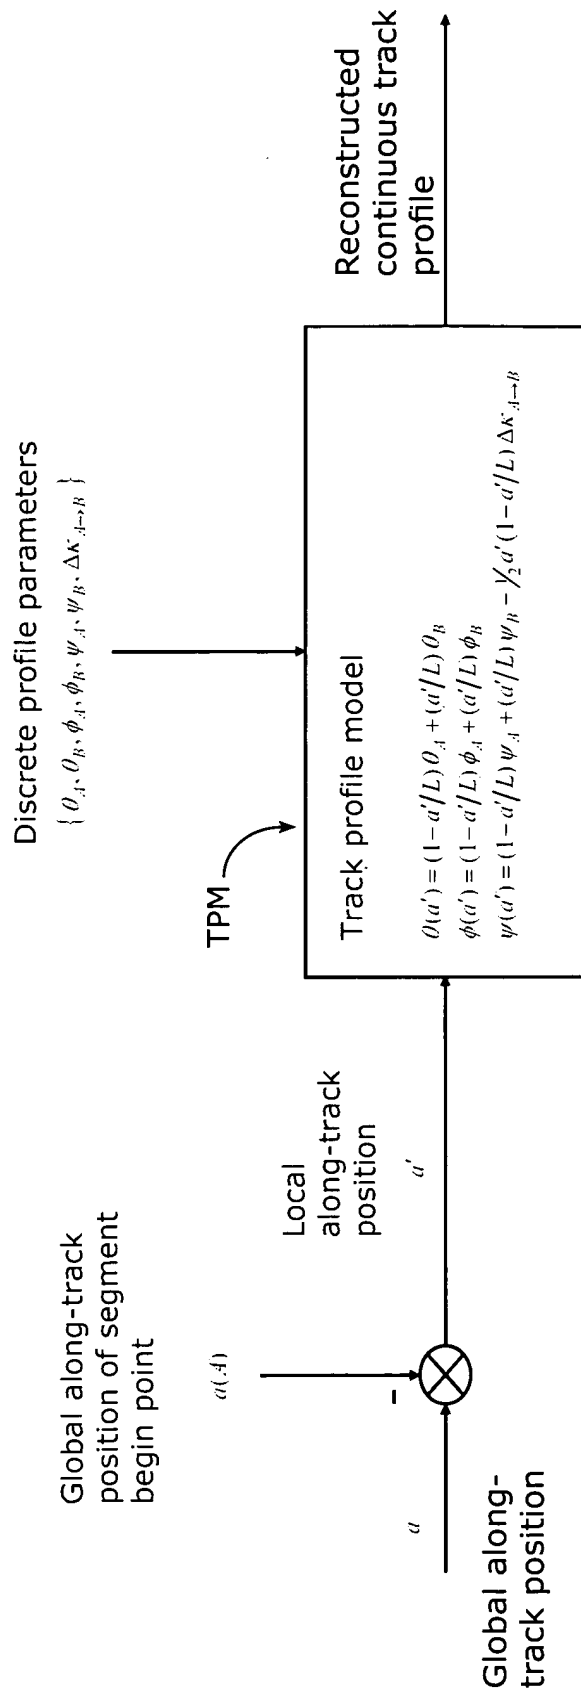 Global along-
track position
a
Global along-track
position of segment
begin point
a(A)
-
Local
along-track
position
a′
TPM
Discrete profile parameters
{θ_A, θ_B, ϕ_A, ϕ_B, ψ_A, ψ_B, Δκ_A→B}
Track profile model
θ(a′) = (1−a′/L) θ_A + (a′/L) θ_B
ϕ(a′) = (1−a′/L) ϕ_A + (a′/L) ϕ_B
ψ(a′) = (1−a′/L) ψ_A + (a′/L) ψ_B − ½ a′ (1−a′/L) Δκ_A→B
Reconstructed
continuous track
profile